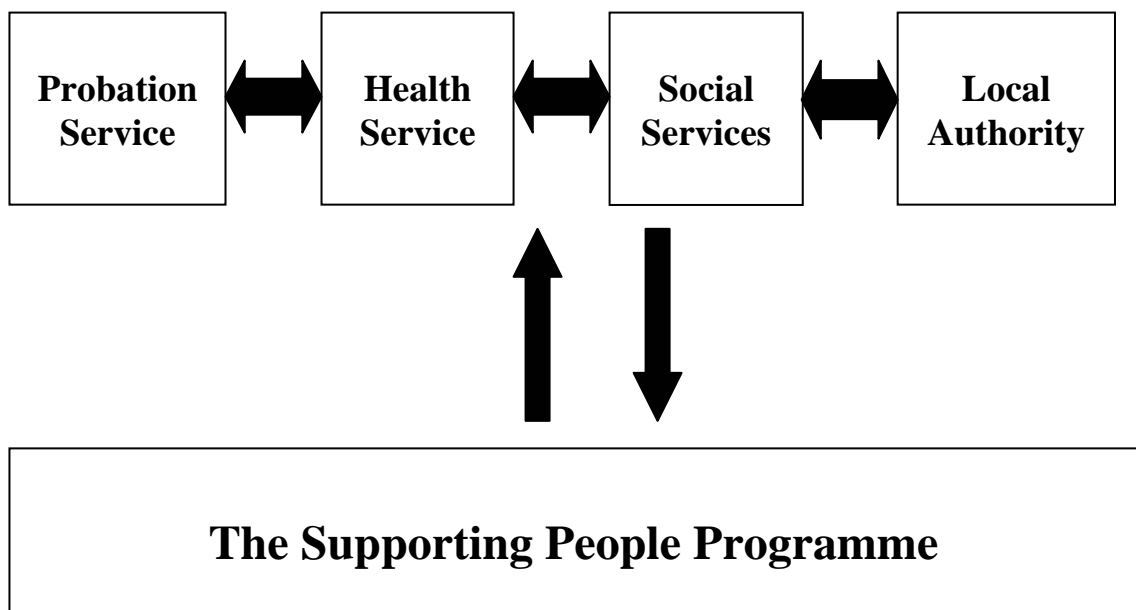 Probation
Service
Health
Service
Social
Services
Local
Authority
The Supporting People Programme